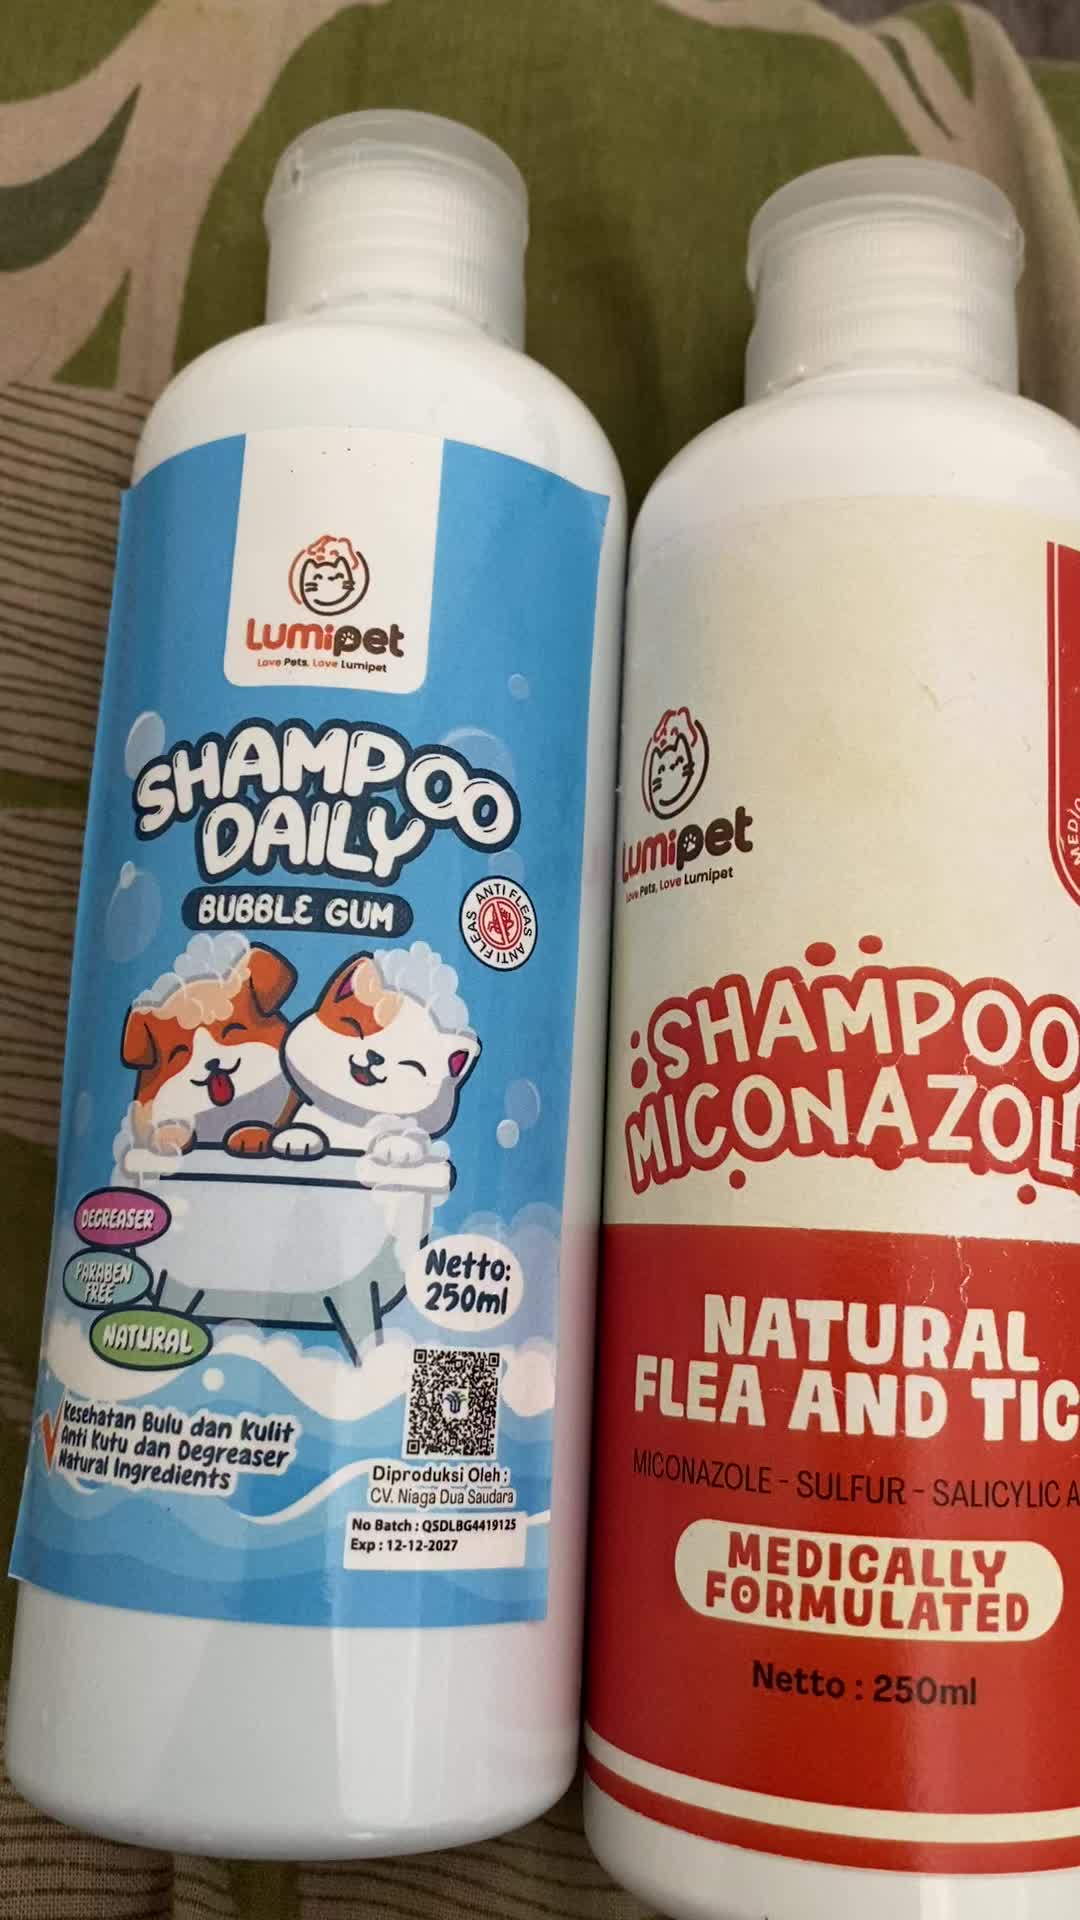 Lumipet
Love Pets, Love Lumipet
SHAMPOO
DAILY
BUBBLE GUM
ANTI FLEAS ANTI FLEAS
DEGREASER
PARABEN
FREE
NATURAL
Netto:
250ml
Kesehatan Bulu dan Kulit
Anti Kutu dan Degreaser
Natural Ingredients
Diproduksi Oleh :
CV. Niaga Dua Saudara
No Batch : QSDLBG4419125
Exp : 12-12-2027
Lumipet
Love Pets, Love Lumipet
SHAMPOO
MICONAZOL
NATURAL
FLEA AND TIC
MICONAZOLE - SULFUR - SALICYLIC A
MEDICALLY
FORMULATED
Netto : 250ml